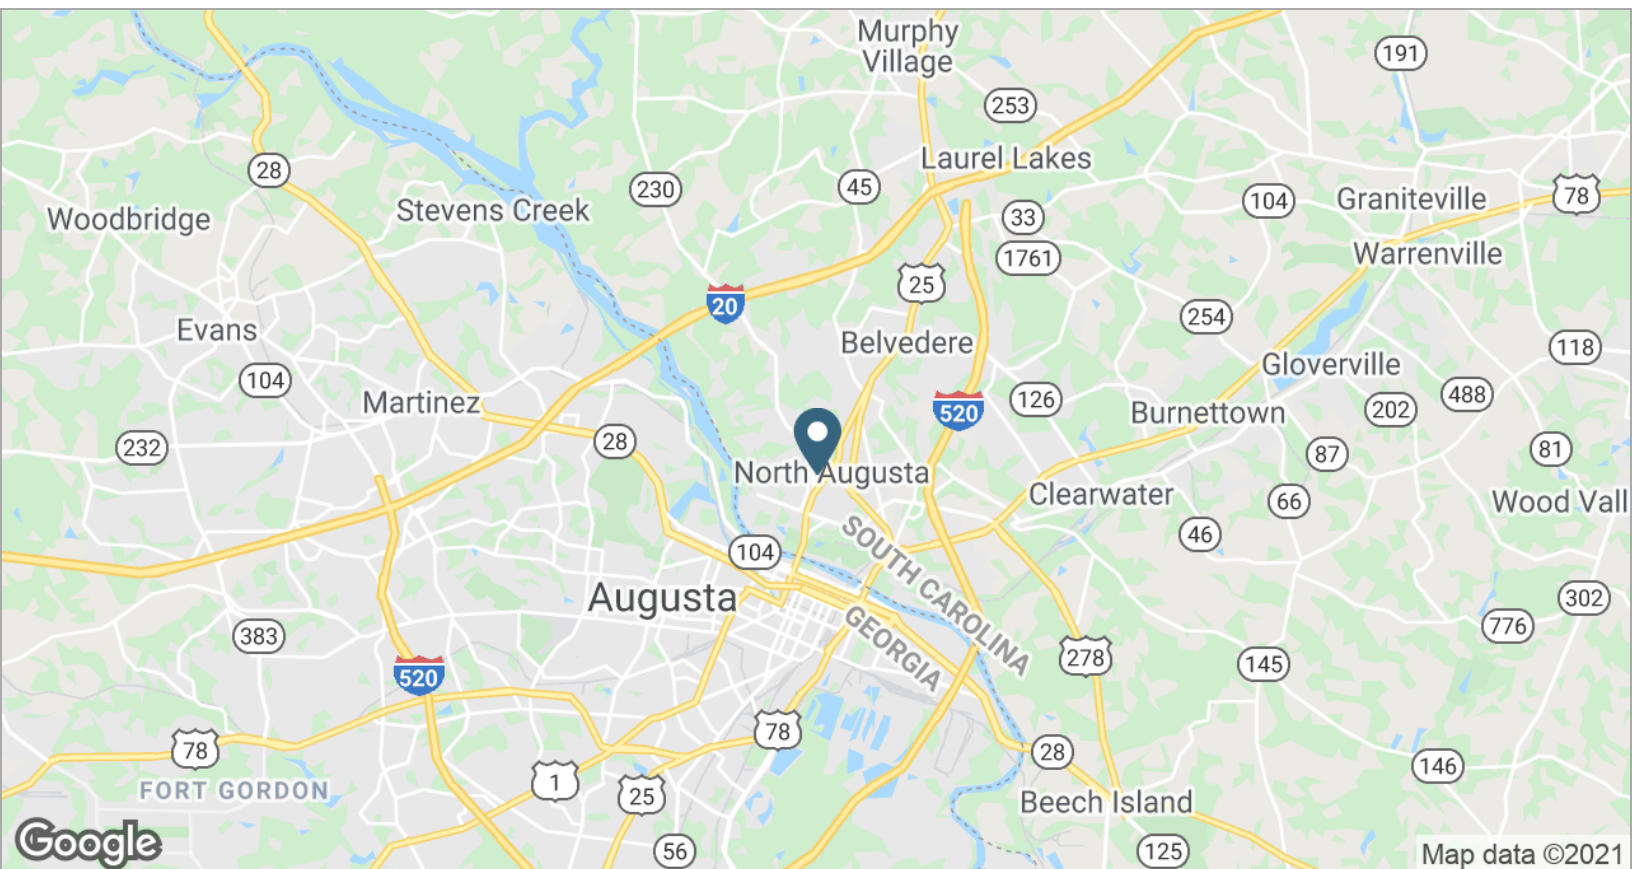 Murphy
Village
191
253
Laurel Lakes
28
230
45
104
Graniteville
78
Woodbridge
Stevens Creek
33
1761
Warrenville
25
20
254
Evans
Belvedere
118
104
Gloverville
Martinez
126
488
520
202
Burnettown
232
28
87
81
North Augusta
Clearwater
66
Wood Vall
46
104
SOUTH CAROLINA
Augusta
GEORGIA
302
776
383
278
145
520
78
78
28
146
1
FORT GORDON
25
Beech Island
56
125
Google
Map data ©2021